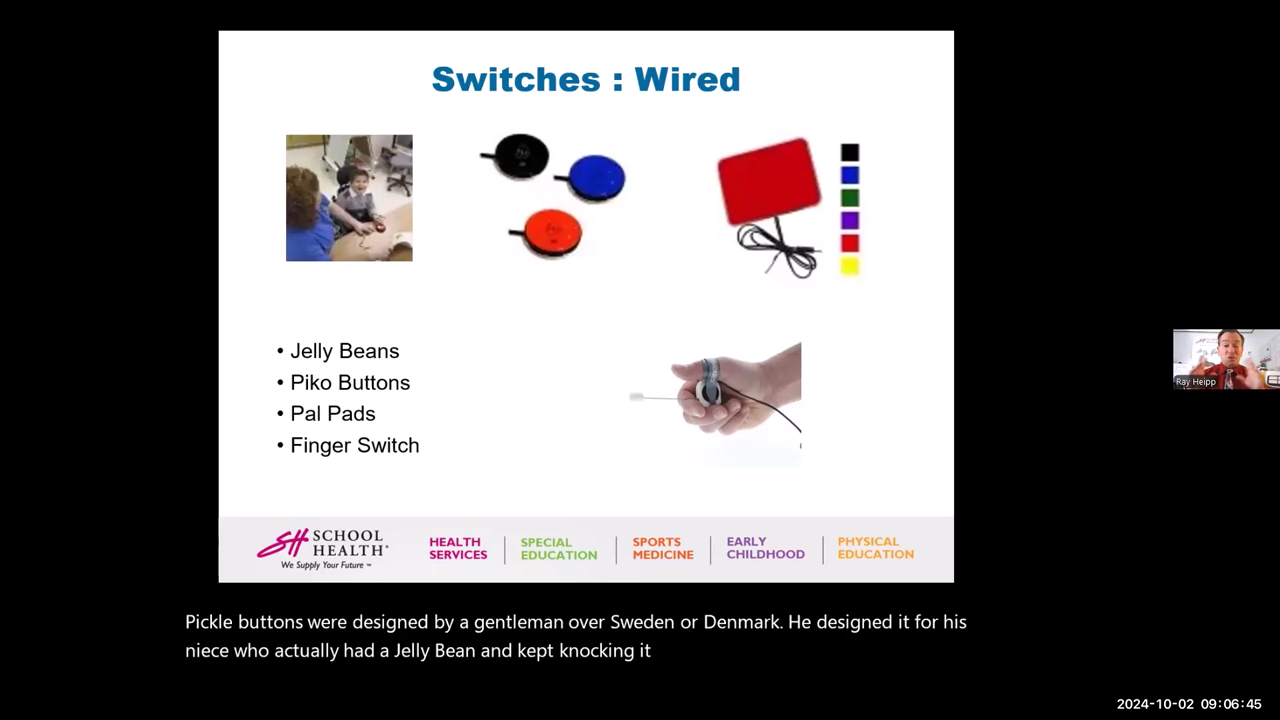 Switches : Wired
• Jelly Beans
• Piko Buttons
• Pal Pads
• Finger Switch
SH SCHOOL HEALTH®
We Supply Your Future ™
HEALTH SERVICES
SPECIAL EDUCATION
SPORTS MEDICINE
EARLY CHILDHOOD
PHYSICAL EDUCATION
Ray Heipp
Pickle buttons were designed by a gentleman over Sweden or Denmark. He designed it for his
niece who actually had a Jelly Bean and kept knocking it
2024-10-02 09:06:45